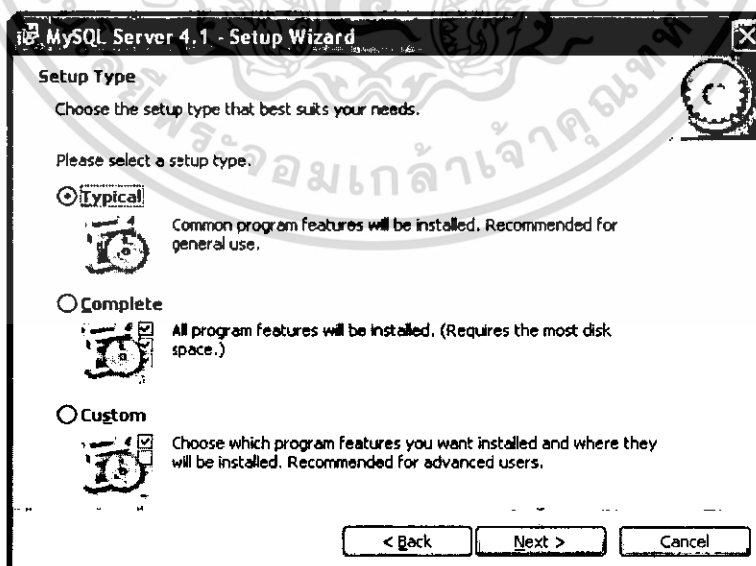 MySQL Server 4.1 - Setup Wizard
Setup Type
Choose the setup type that best suits your needs.
Please select a setup type.
Typical
Common program features will be installed. Recommended for
general use.
Complete
All program features will be installed. (Requires the most disk
space.)
Custom
Choose which program features you want installed and where they
will be installed. Recommended for advanced users.
< Back
Next >
Cancel